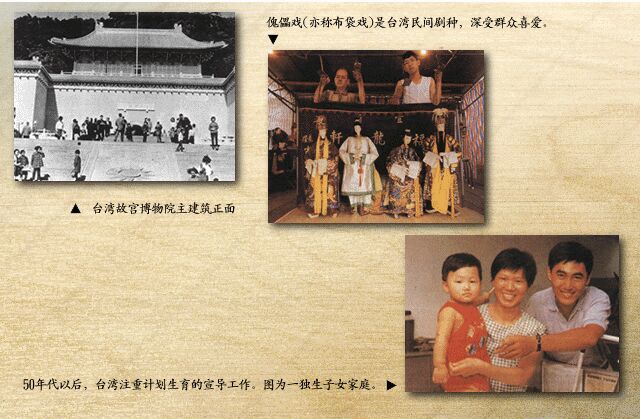 傀儡戏(亦称布袋戏)是台湾民间剧种，深受群众喜爱。
▼
▲ 台湾故宫博物院主建筑正面
50年代以后，台湾注重计划生育的宣导工作。图为一独生子女家庭。▶